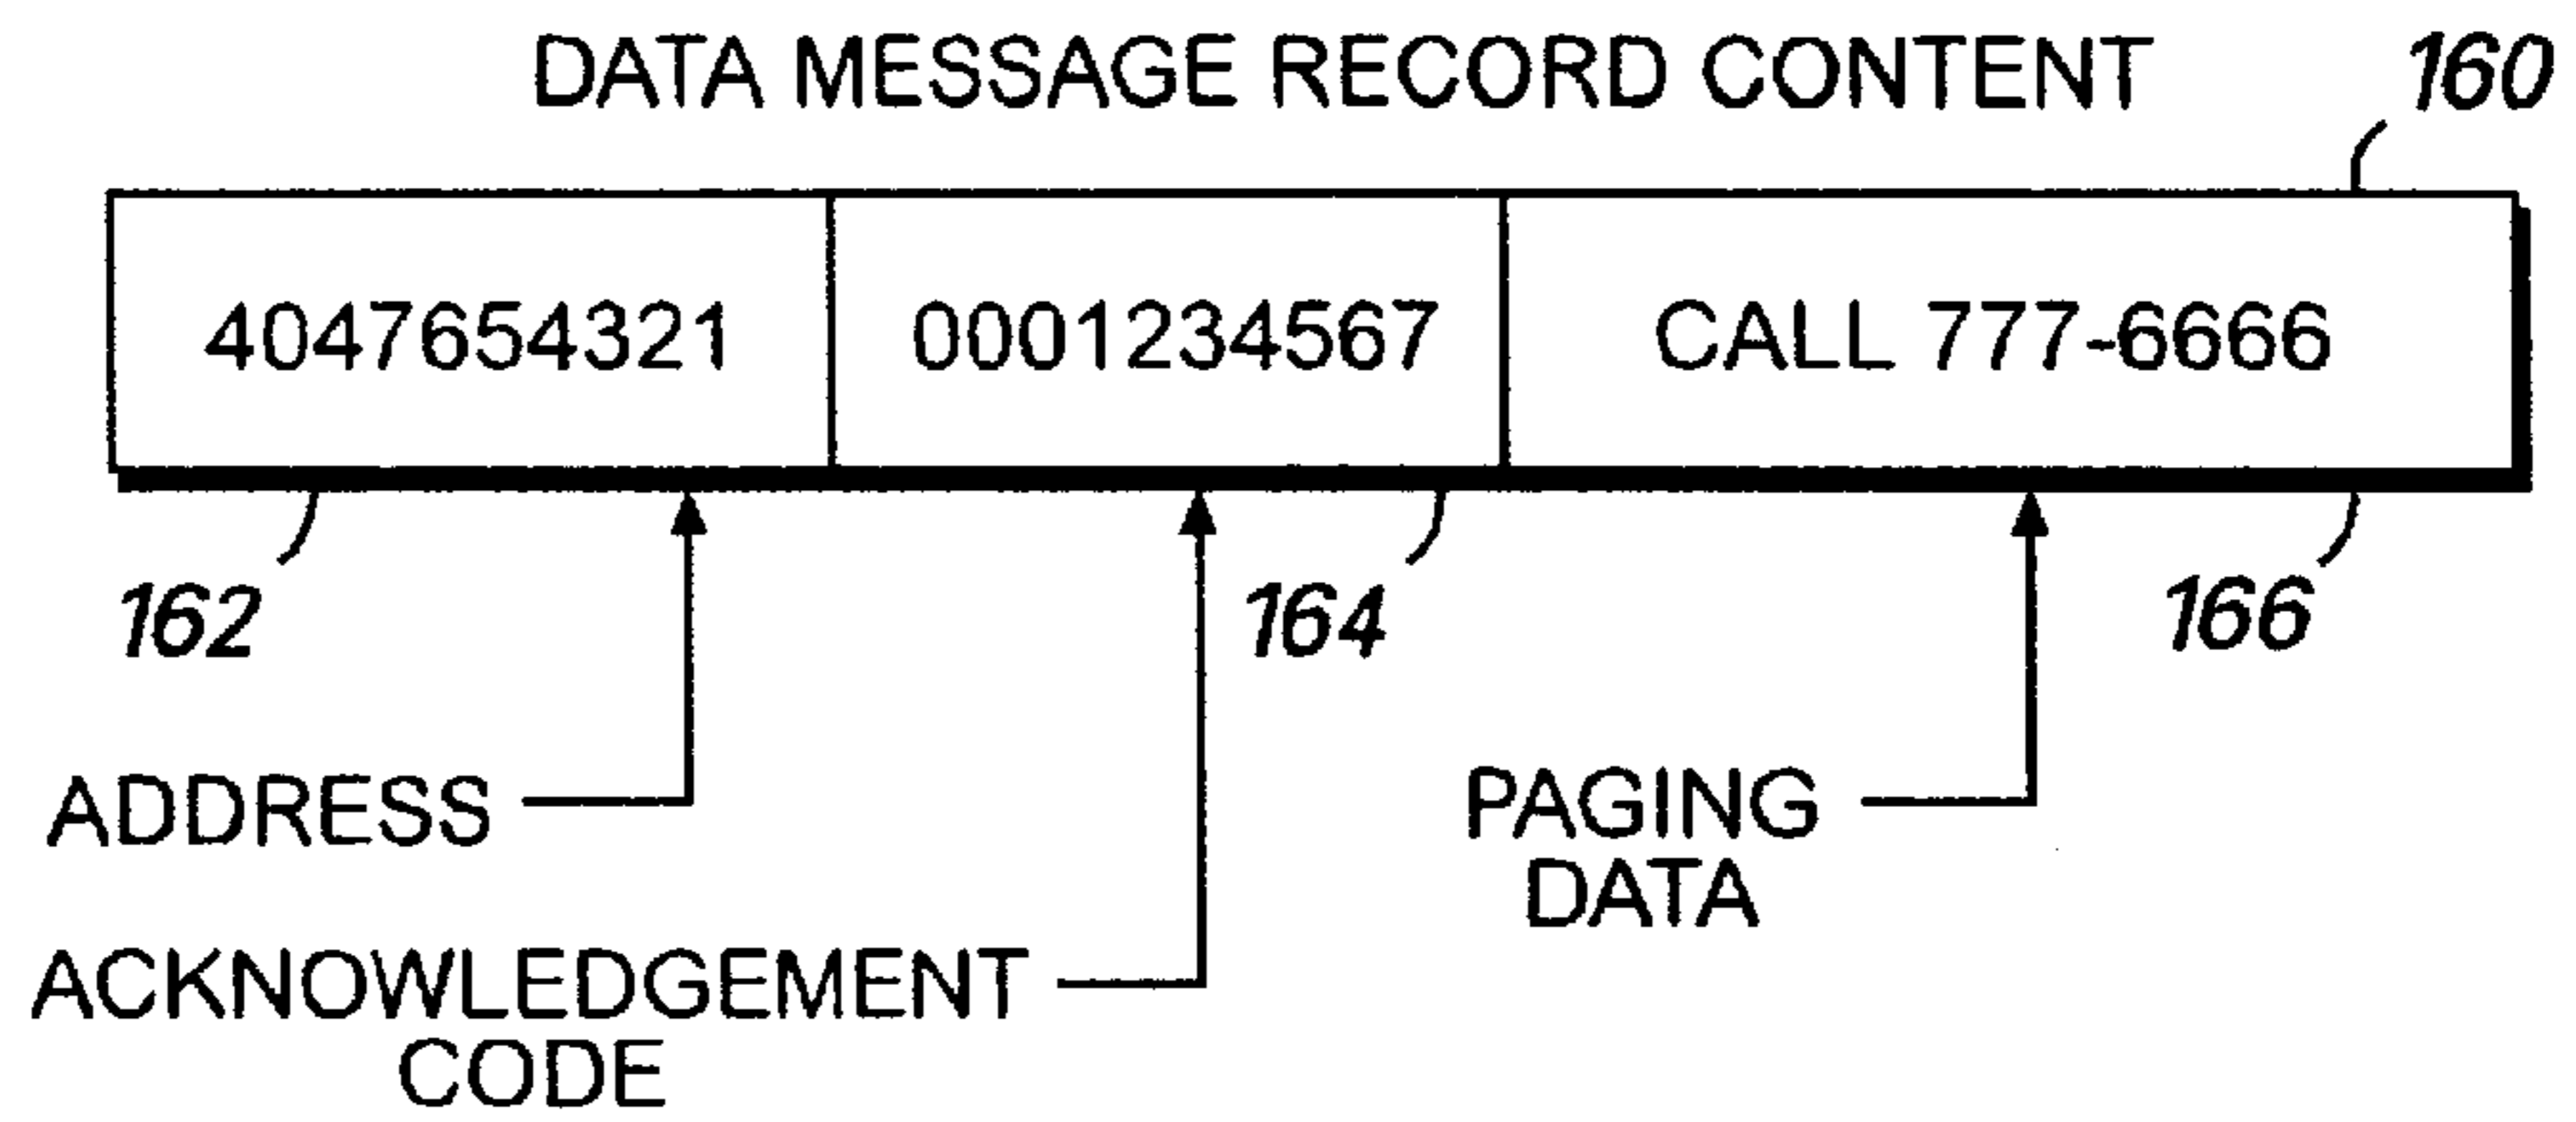 DATA MESSAGE RECORD CONTENT 160
4047654321 0001234567 CALL 777-6666
162 164 166
ADDRESS
PAGING
DATA
ACKNOWLEDGEMENT
CODE